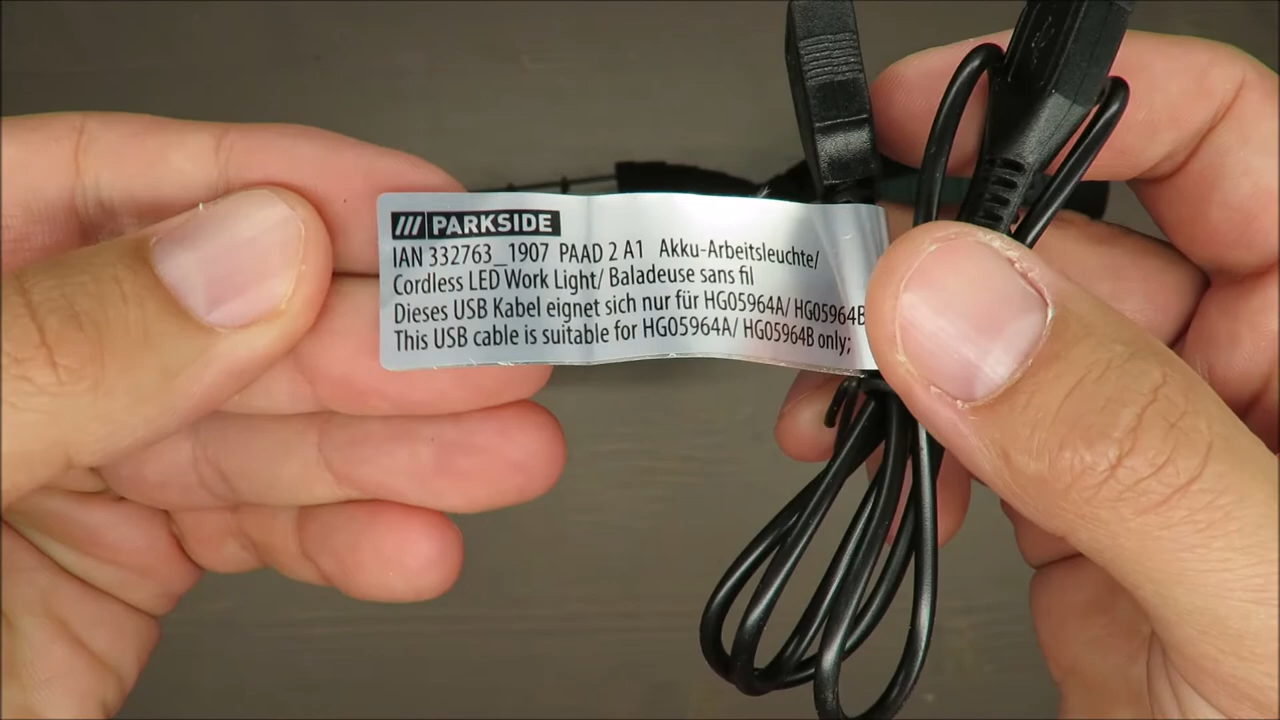 /// PARKSIDE
IAN 332763_1907 PAAD 2 A1 Akku-Arbeitsleuchte/
Cordless LED Work Light/ Baladeuse sans fil
Dieses USB Kabel eignet sich nur für HG05964A/ HG05964B
This USB cable is suitable for HG05964A/ HG05964B only;